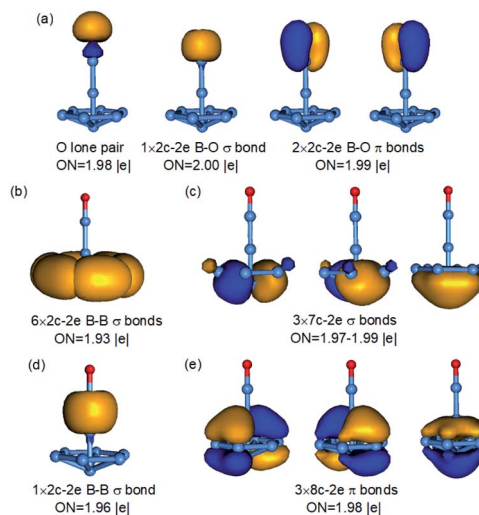 (a)
O lone pair 1×2c-2e B-O σ bond 2×2c-2e B-O π bonds
ON=1.98 |e| ON=2.00 |e| ON=1.99 |e|
(b) (c)
6×2c-2e B-B σ bonds 3×7c-2e σ bonds
ON=1.93 |e| ON=1.97-1.99 |e|
(d) (e)
1×2c-2e B-B σ bond 3×8c-2e π bonds
ON=1.96 |e| ON=1.98 |e|